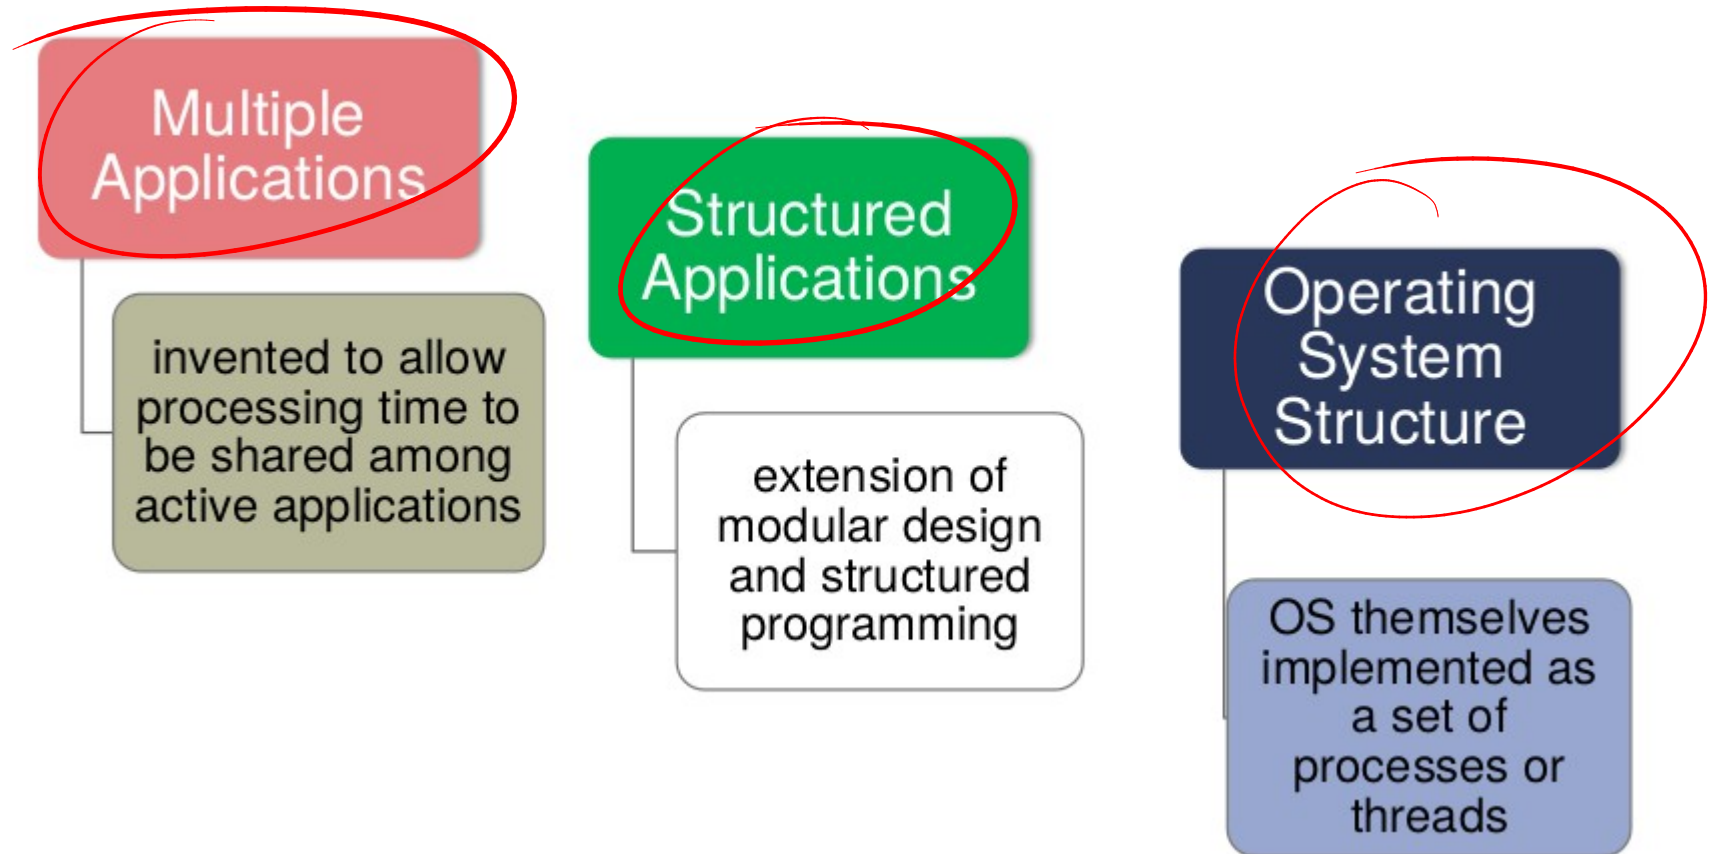 Multiple
Applications
invented to allow
processing time to
be shared among
active applications
Structured
Applications
extension of
modular design
and structured
programming
Operating
System
Structure
OS themselves
implemented as
a set of
processes or
threads